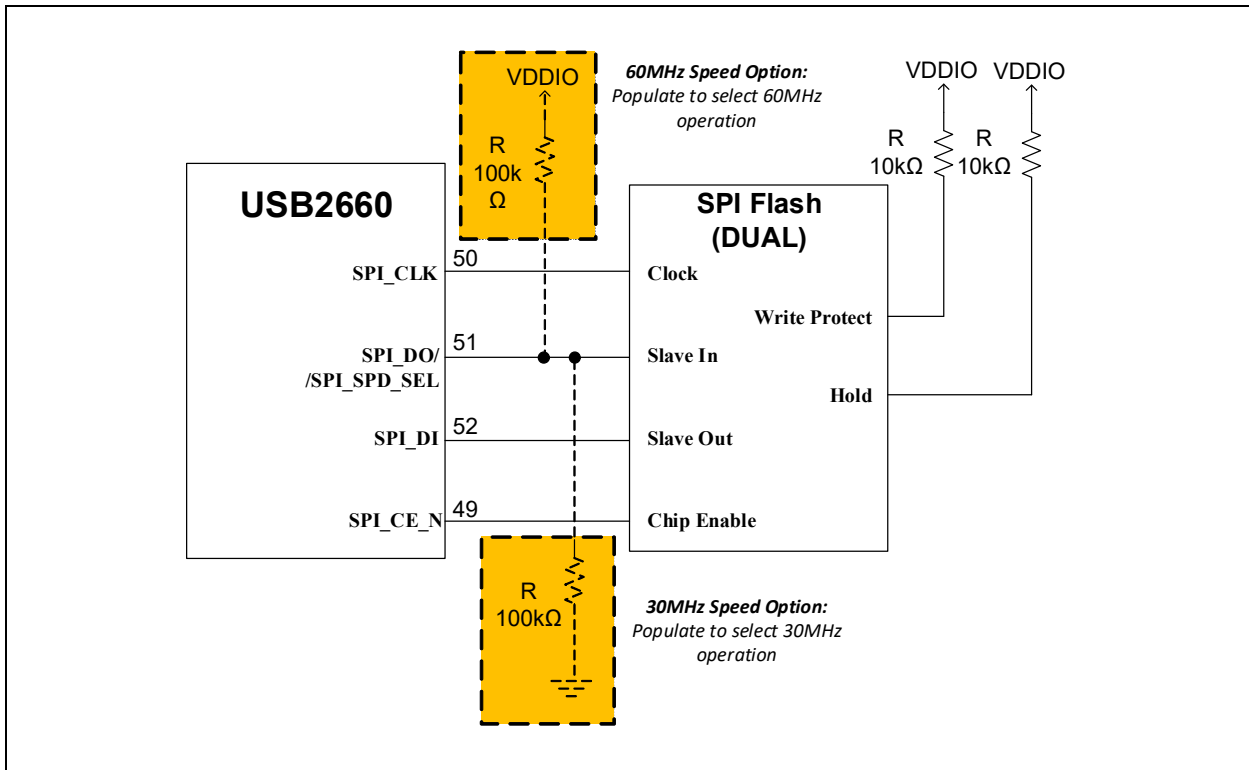 VDDIO
R
100k
Ω
60MHz Speed Option:
Populate to select 60MHz
operation
VDDIO
VDDIO
R
10kΩ
R
10kΩ
USB2660
SPI Flash
(DUAL)
SPI_CLK
50
Clock
Write Protect
SPI_DO/
/SPI_SPD_SEL
51
Slave In
Hold
SPI_DI
52
Slave Out
SPI_CE_N
49
Chip Enable
R
100kΩ
30MHz Speed Option:
Populate to select 30MHz
operation